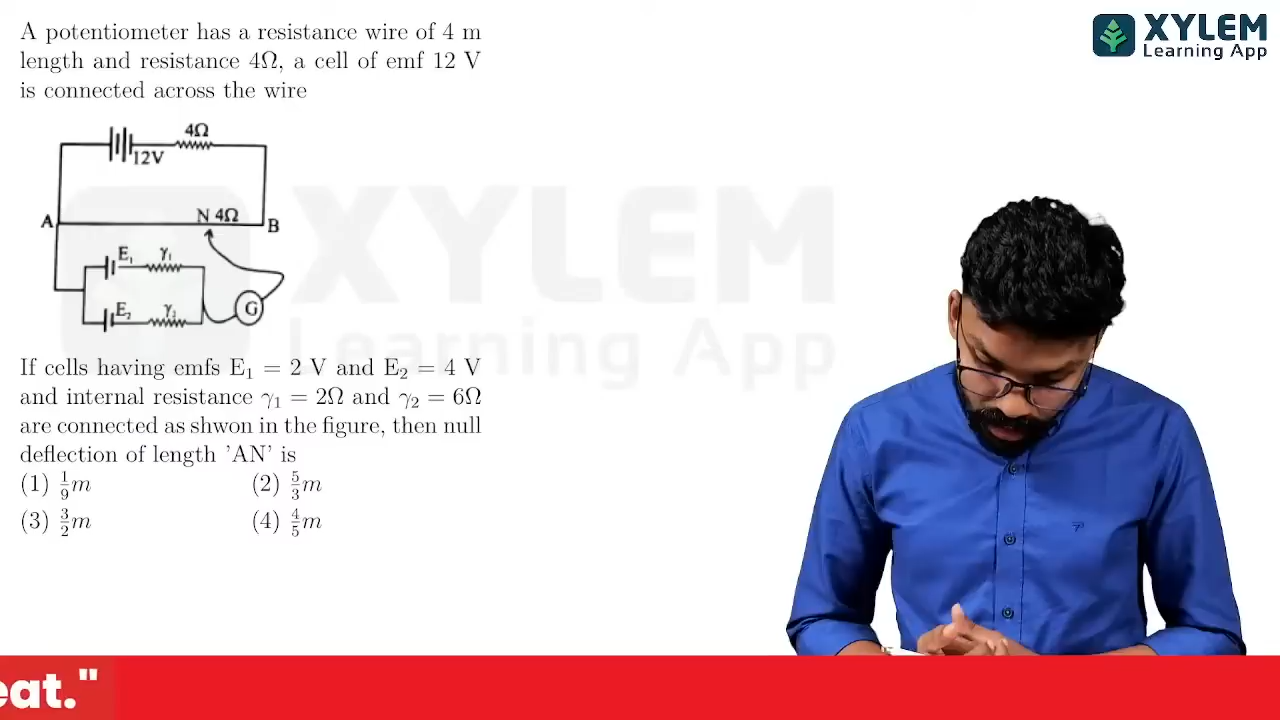 A potentiometer has a resistance wire of 4 m
length and resistance 4Ω, a cell of emf 12 V
is connected across the wire
XYLEM
Learning App
4Ω
12V
A
N 4Ω
B
E₁ γ₁
E₂ γ₂
G
XYLEM
Learning App
If cells having emfs E₁ = 2 V and E₂ = 4 V
and internal resistance γ₁ = 2Ω and γ₂ = 6Ω
are connected as shwon in the figure, then null
deflection of length 'AN' is
(1) 1/9 m (2) 5/3 m
(3) 3/2 m (4) 4/5 m
eat."